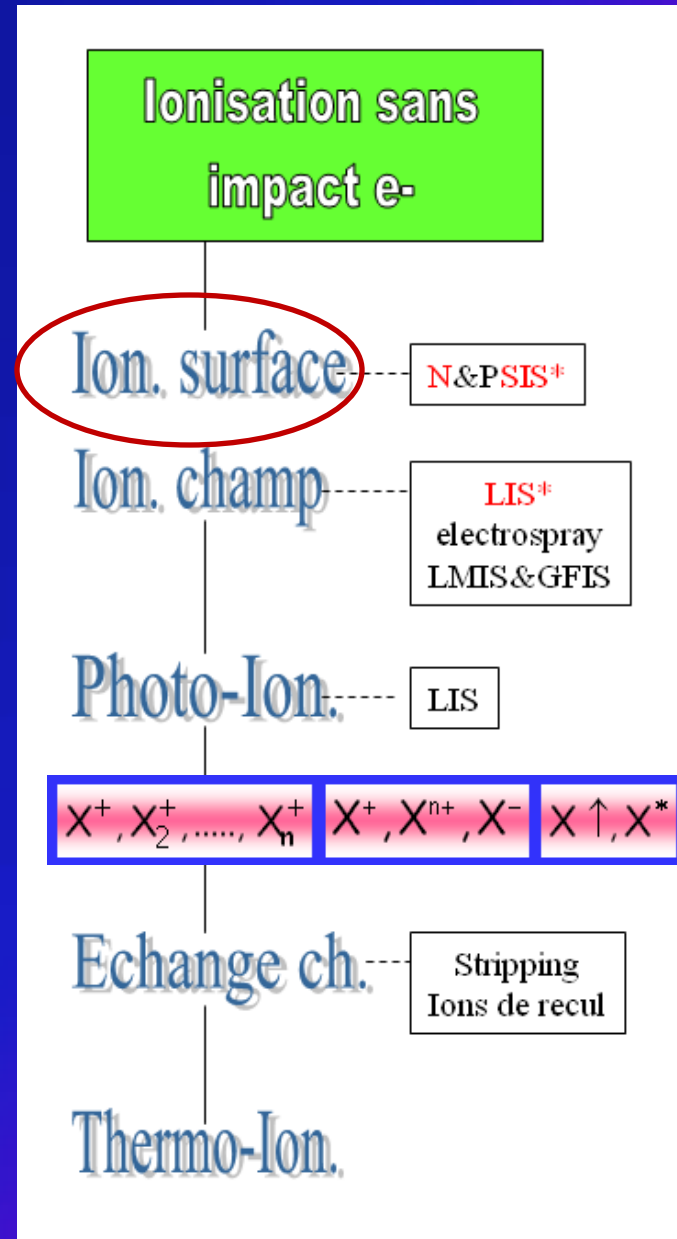 Ionisation sans
impact e-
Ion. surface
N&PSIS*
Ion. champ
LIS*
electrospray
LMIS&GFIS
Photo-Ion.
LIS
X⁺, X₂⁺, ....., Xₙ⁺
X⁺, Xⁿ⁺, X⁻
X ↑, X*
Echange ch.
Stripping
Ions de recul
Thermo-Ion.